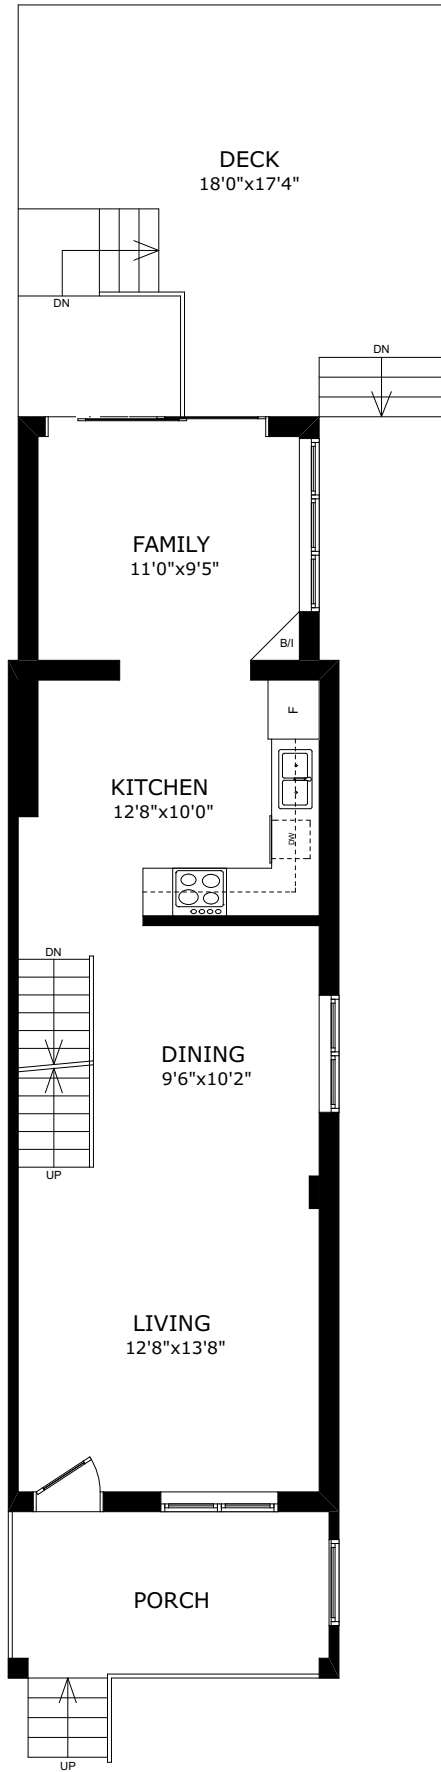 DECK
18'0"x17'4"
DN
DN
FAMILY
11'0"x9'5"
B/I
F
KITCHEN
12'8"x10'0"
DW
DN
DINING
9'6"x10'2"
UP
LIVING
12'8"x13'8"
PORCH
UP